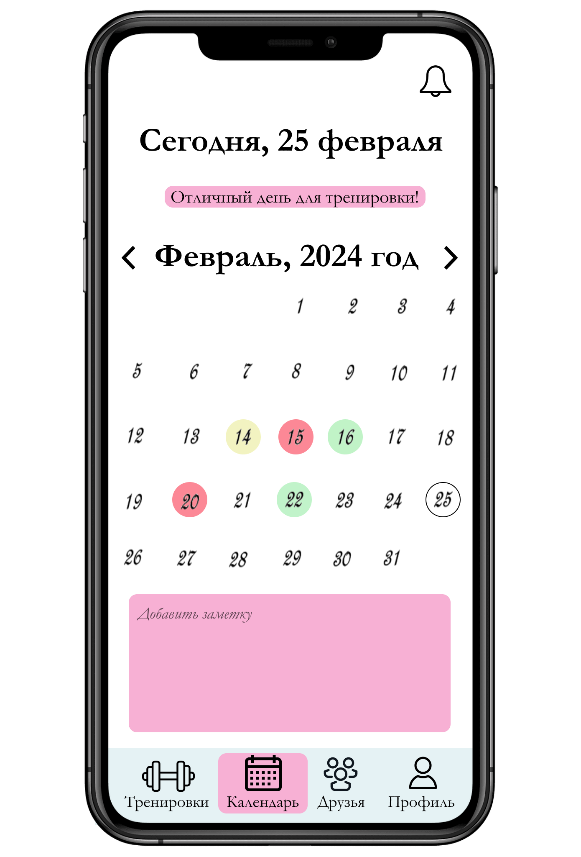 Сегодня, 25 февраля
Отличный день для тренировки!
Февраль, 2024 год
1 2 3 4
5 6 7 8 9 10 11
12 13 14 15 16 17 18
19 20 21 22 23 24 25
26 27 28 29 30 31
Добавить заметку
Тренировки Календарь Друзья Профиль